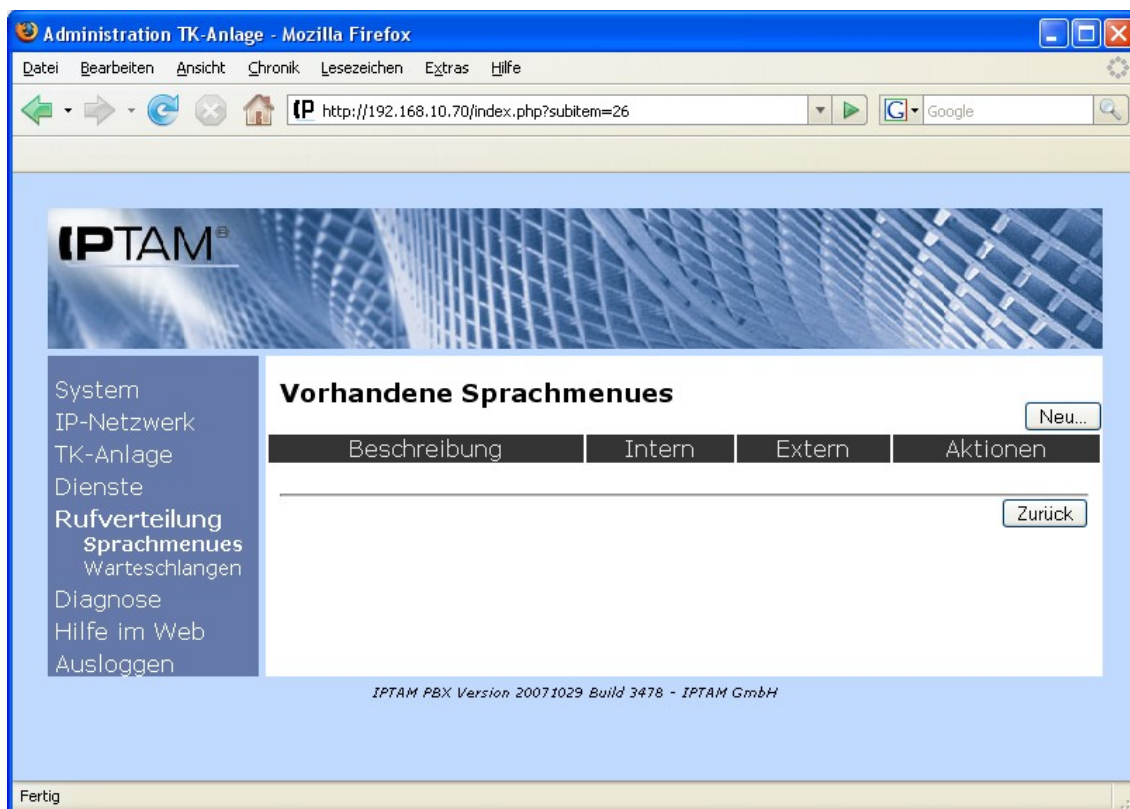 Administration TK-Anlage - Mozilla Firefox
Datei Bearbeiten Ansicht Chronik Lesezeichen Extras Hilfe
(P http://192.168.10.70/index.php?subitem=26 G Google
(PTAM®
System
IP-Netzwerk
TK-Anlage
Dienste
Rufverteilung
Sprachmenues
Warteschlangen
Diagnose
Hilfe im Web
Ausloggen
Vorhandene Sprachmenues
Neu...
Beschreibung Intern Extern Aktionen
Zurück
IPTAM PBX Version 20071029 Build 3478 - IPTAM GmbH
Fertig